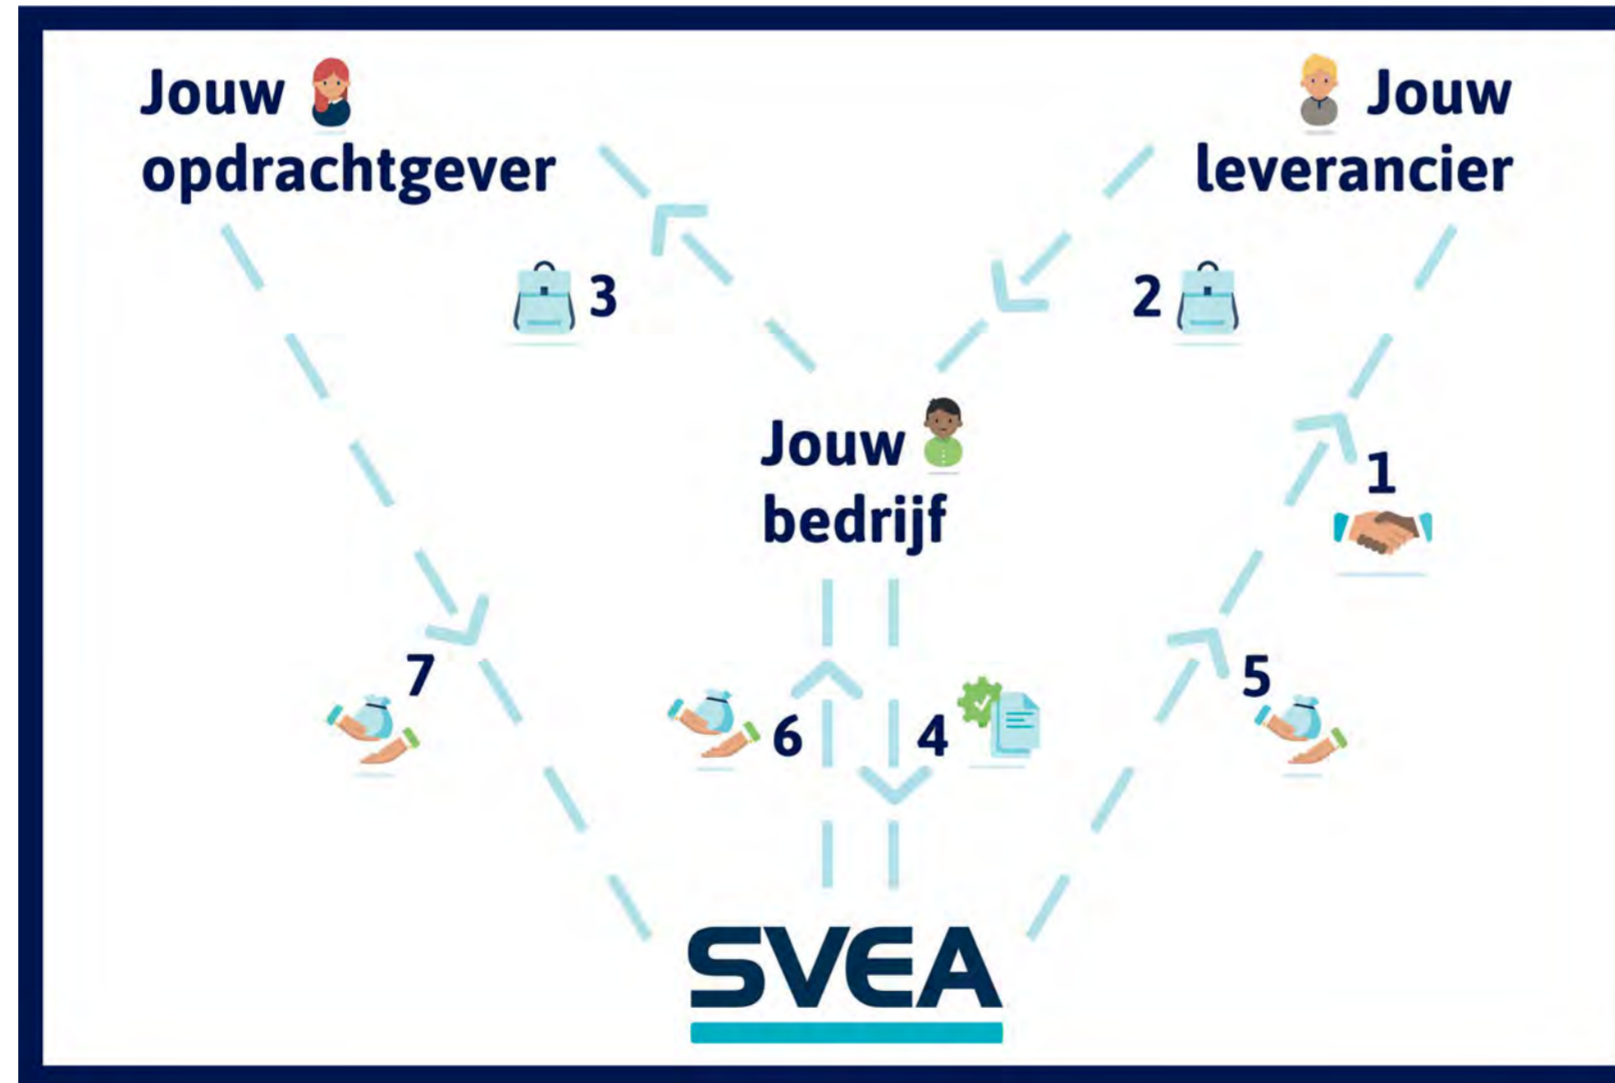 Jouw
opdrachtgever
Jouw
leverancier
3
2
Jouw
bedrijf
1
7
6
4
5
SVEA